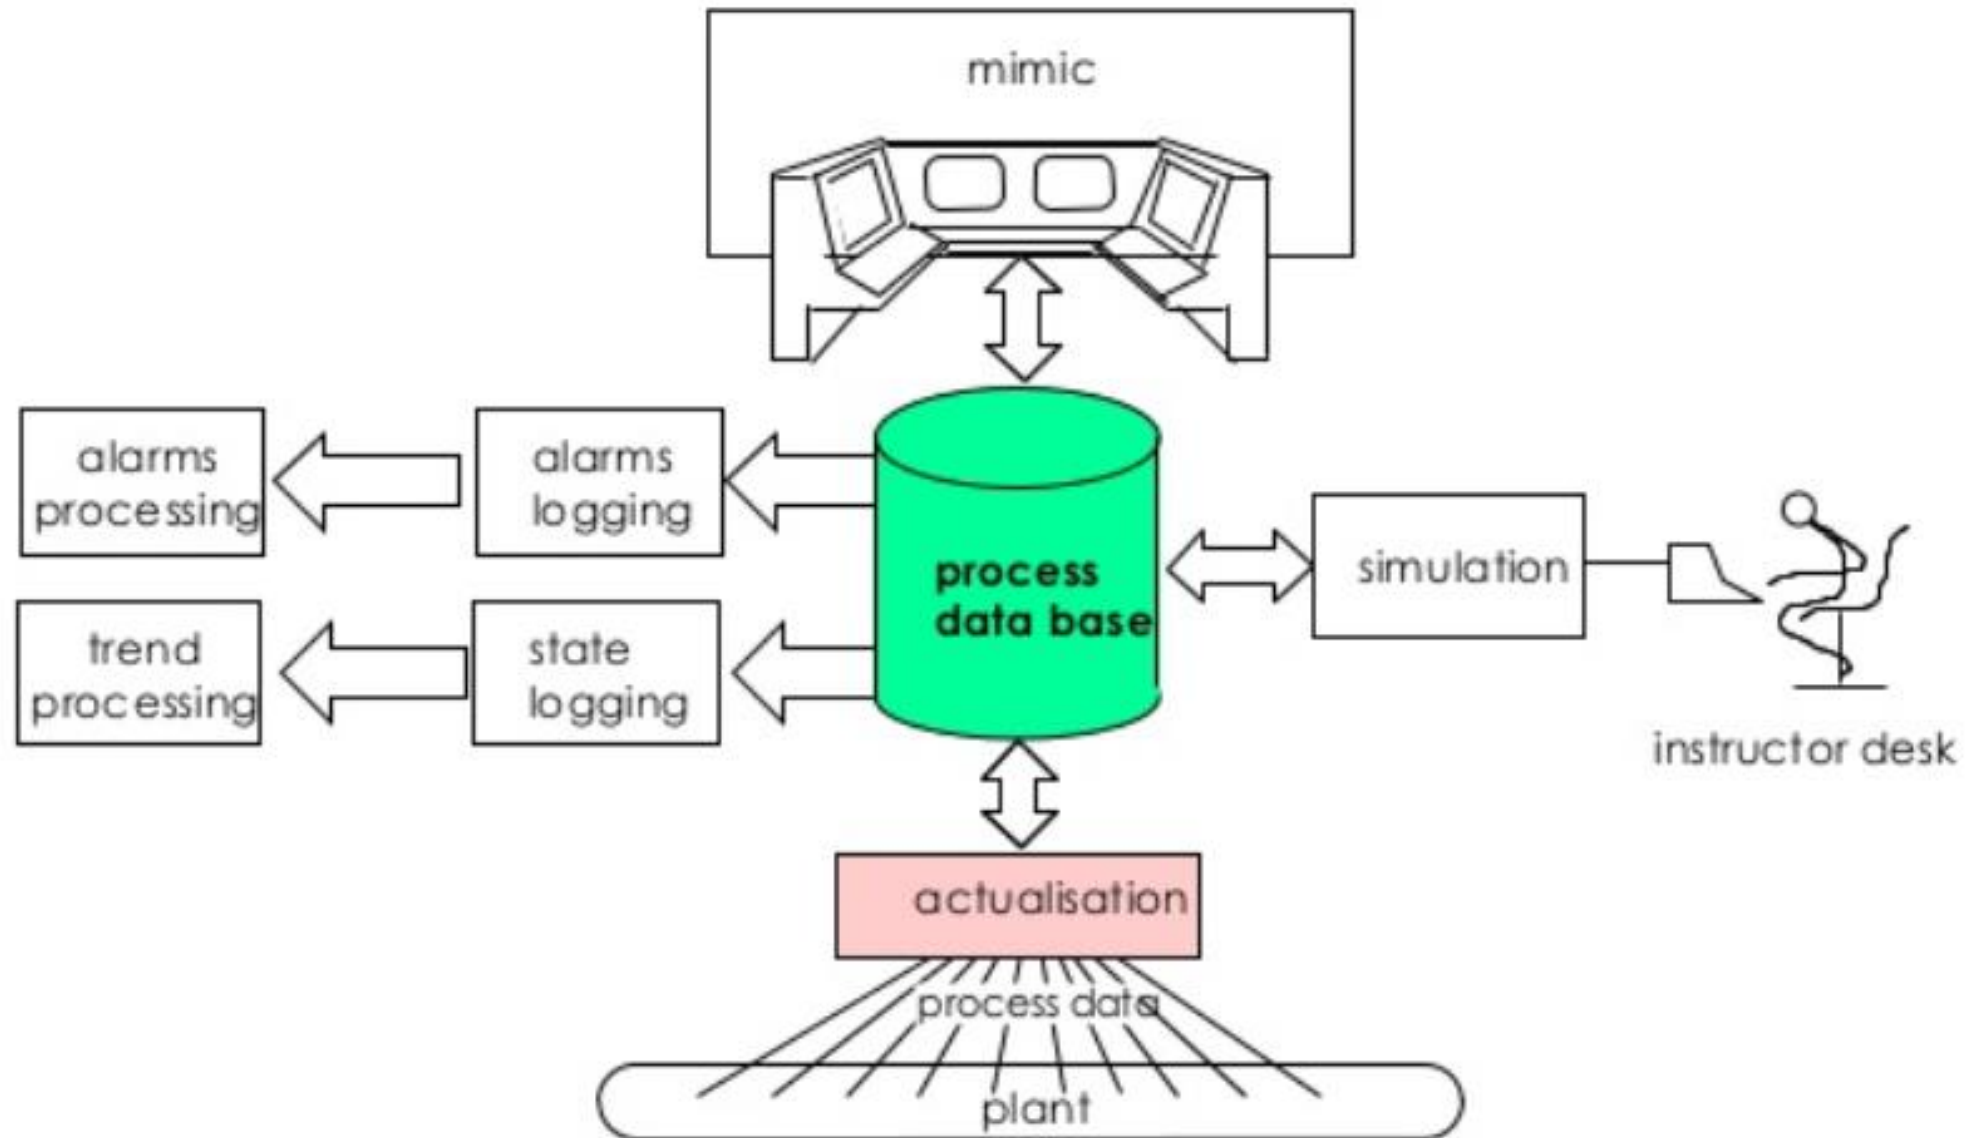 mimic
alarms
processing
alarms
logging
process
data base
simulation
trend
processing
state
logging
instructor desk
actualisation
process data
plant